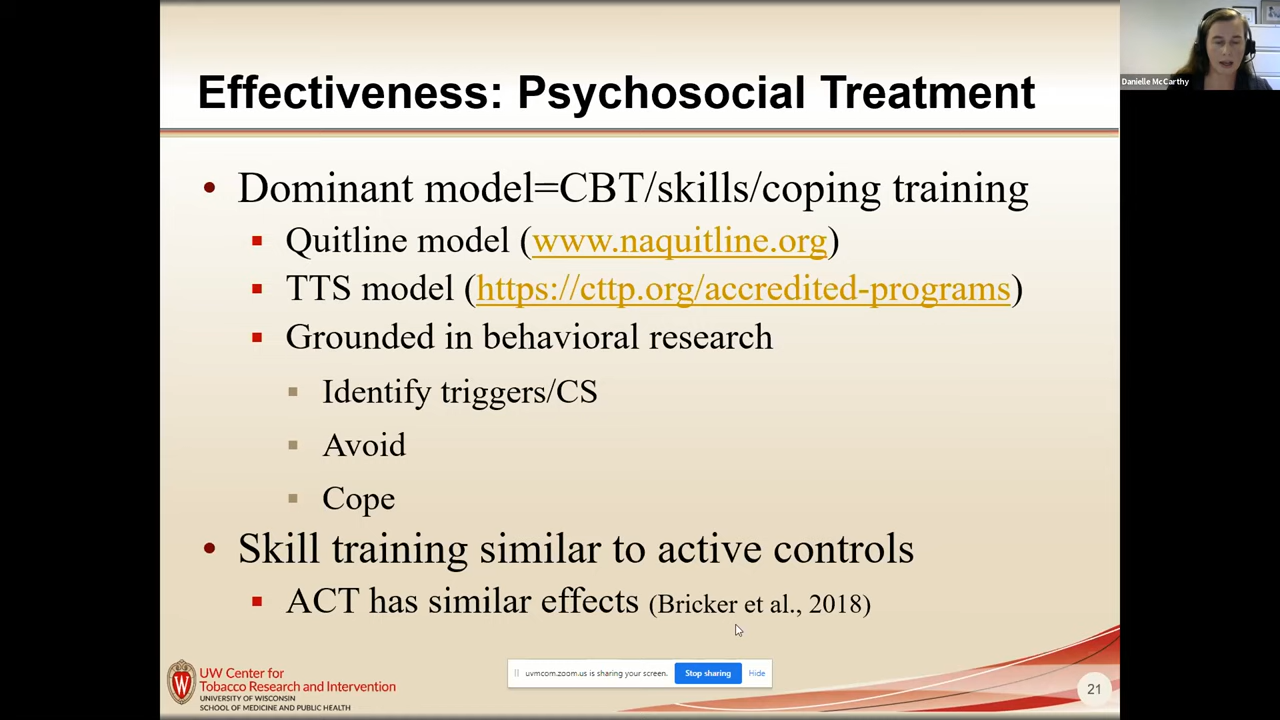 Effectiveness: Psychosocial Treatment
Danielle McCarthy
• Dominant model=CBT/skills/coping training
▪ Quitline model (www.naquitline.org)
▪ TTS model (https://cttp.org/accredited-programs)
▪ Grounded in behavioral research
▪ Identify triggers/CS
▪ Avoid
▪ Cope
• Skill training similar to active controls
▪ ACT has similar effects (Bricker et al., 2018)
uvmcom.zoom.us is sharing your screen.
Stop sharing
Hide
W
UW Center for
Tobacco Research and Intervention
UNIVERSITY OF WISCONSIN
SCHOOL OF MEDICINE AND PUBLIC HEALTH
21